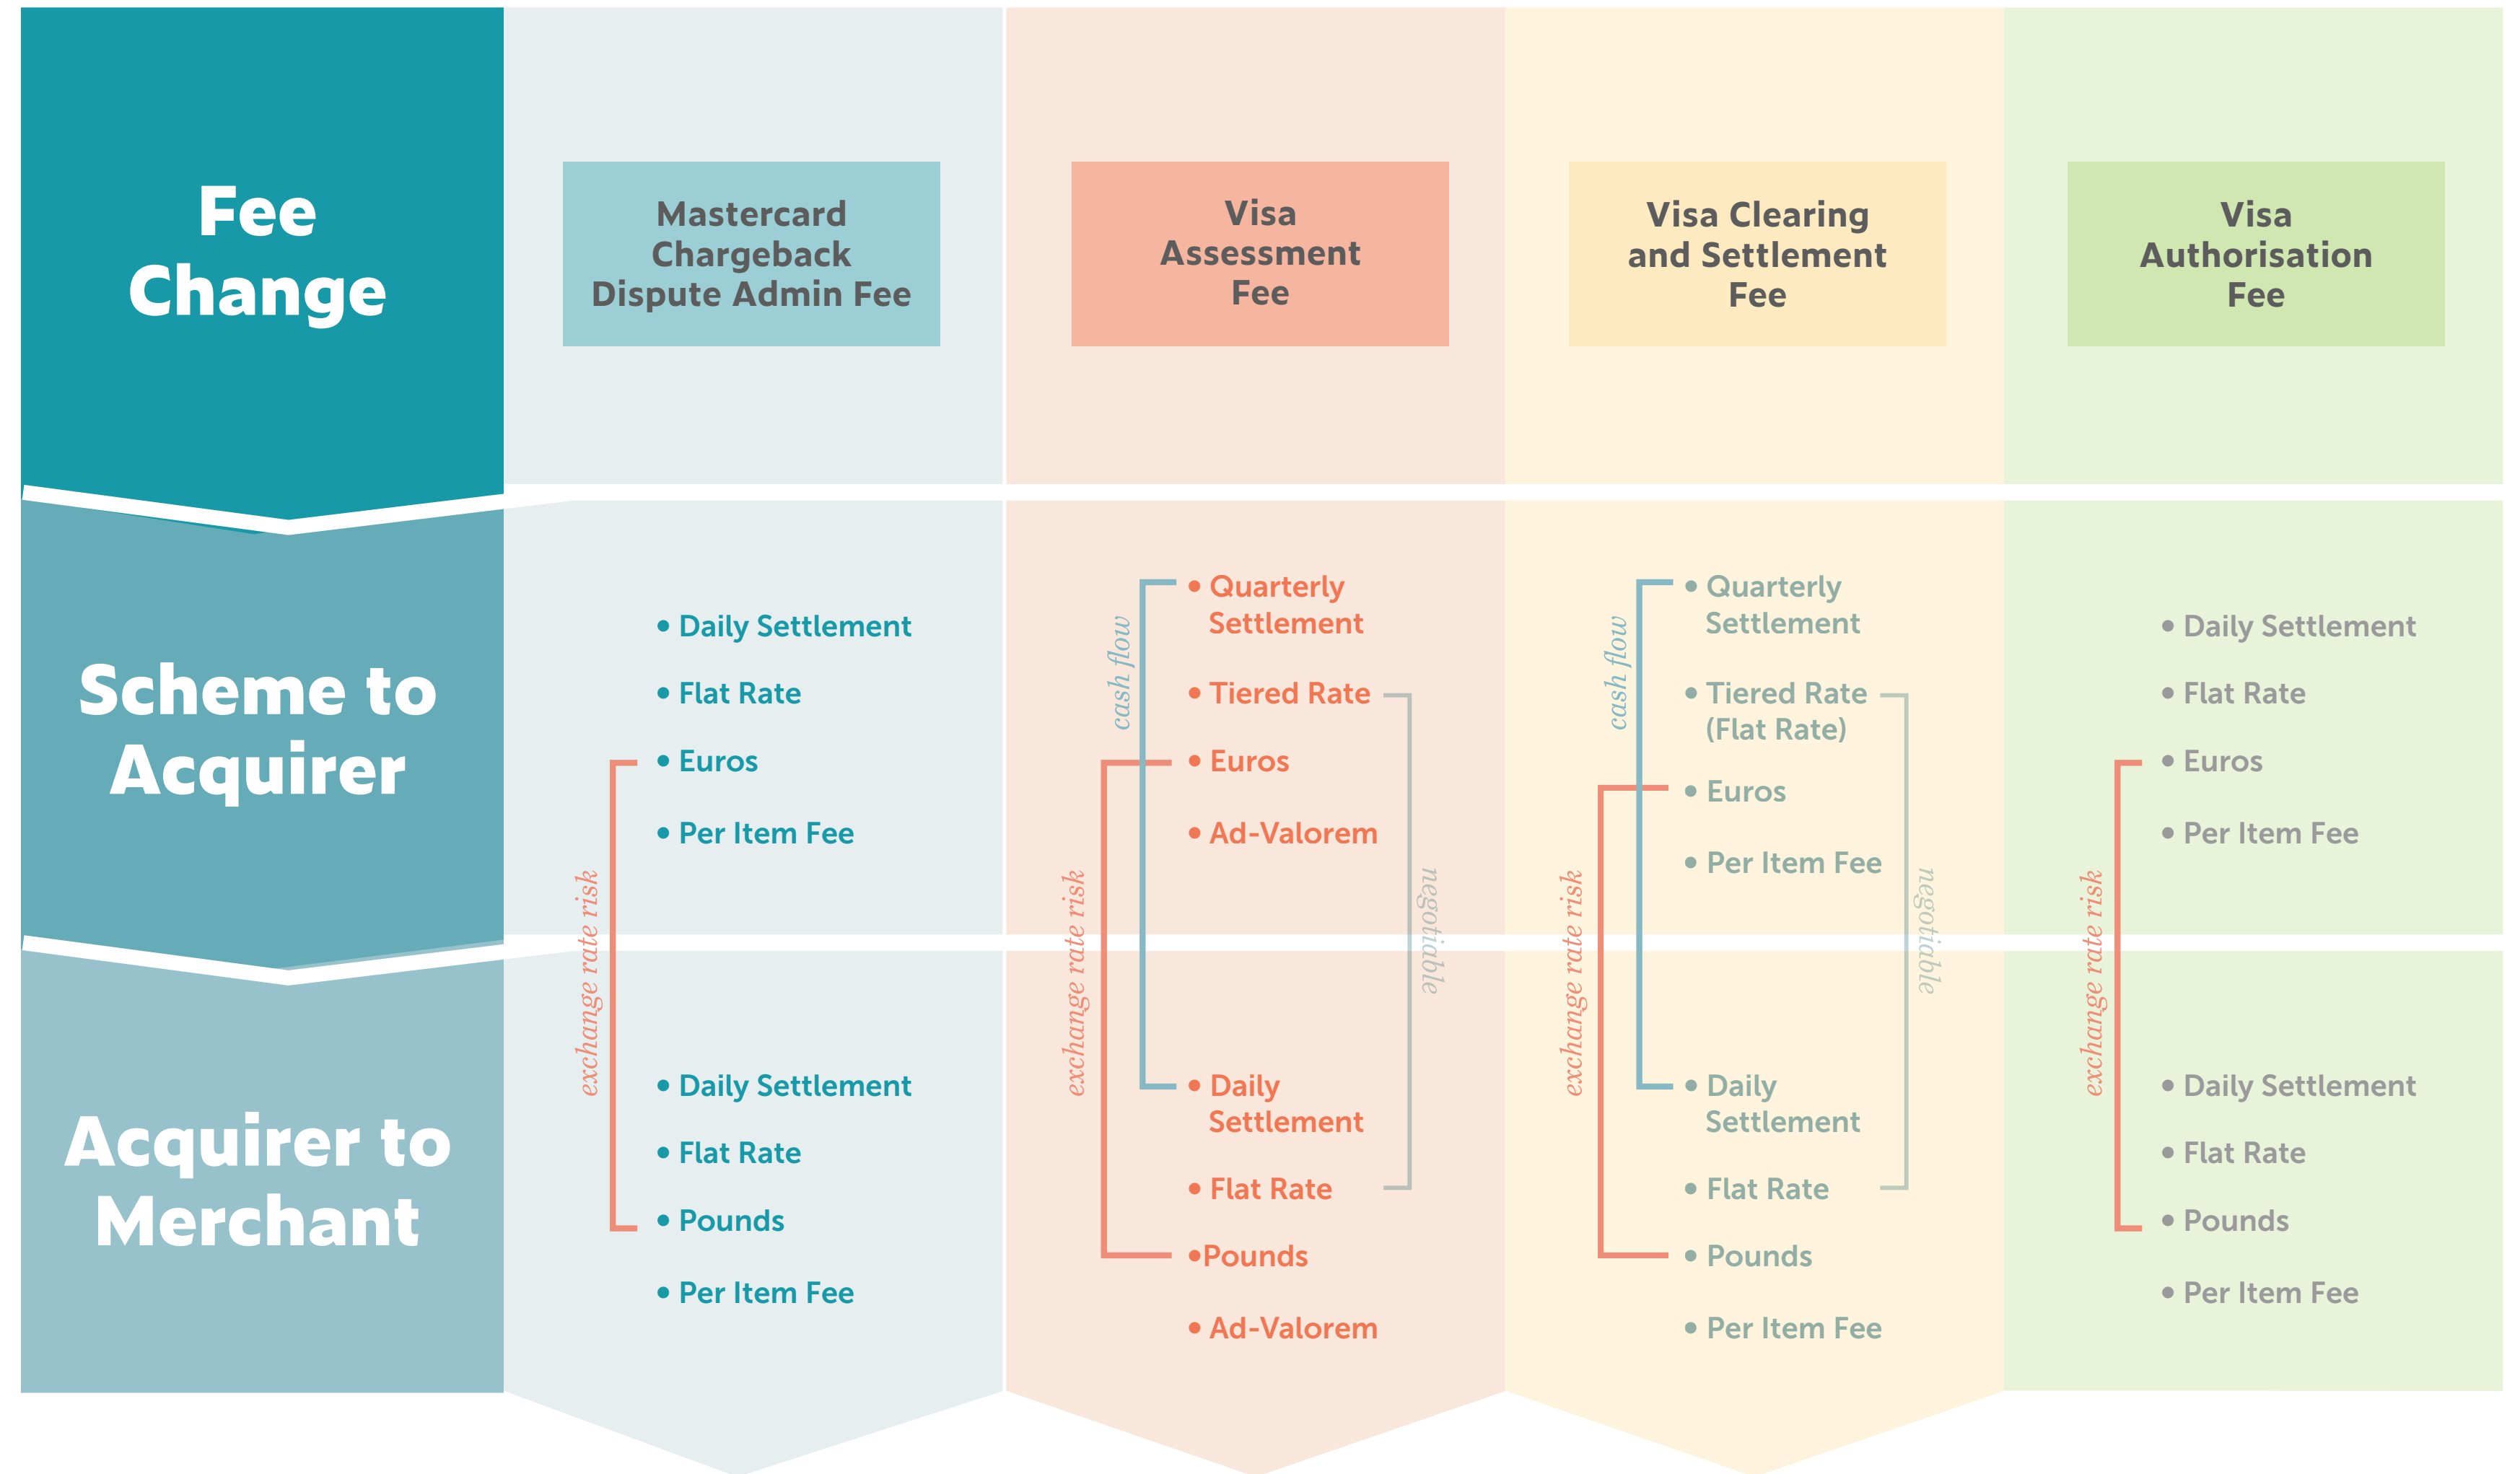 Fee
Change
Mastercard
Chargeback
Dispute Admin Fee
Visa
Assessment
Fee
Visa Clearing
and Settlement
Fee
Visa
Authorisation
Fee
Scheme to
Acquirer
• Daily Settlement
• Flat Rate
• Euros
• Per Item Fee
exchange rate risk
cash flow
• Quarterly
Settlement
• Tiered Rate
• Euros
• Ad-Valorem
exchange rate risk
negotiable
cash flow
• Quarterly
Settlement
• Tiered Rate
(Flat Rate)
• Euros
• Per Item Fee
exchange rate risk
negotiable
• Daily Settlement
• Flat Rate
• Euros
• Per Item Fee
exchange rate risk
Acquirer to
Merchant
• Daily Settlement
• Flat Rate
• Pounds
• Per Item Fee
• Daily
Settlement
• Flat Rate
•Pounds
• Ad-Valorem
• Daily
Settlement
• Flat Rate
• Pounds
• Per Item Fee
• Daily Settlement
• Flat Rate
• Pounds
• Per Item Fee